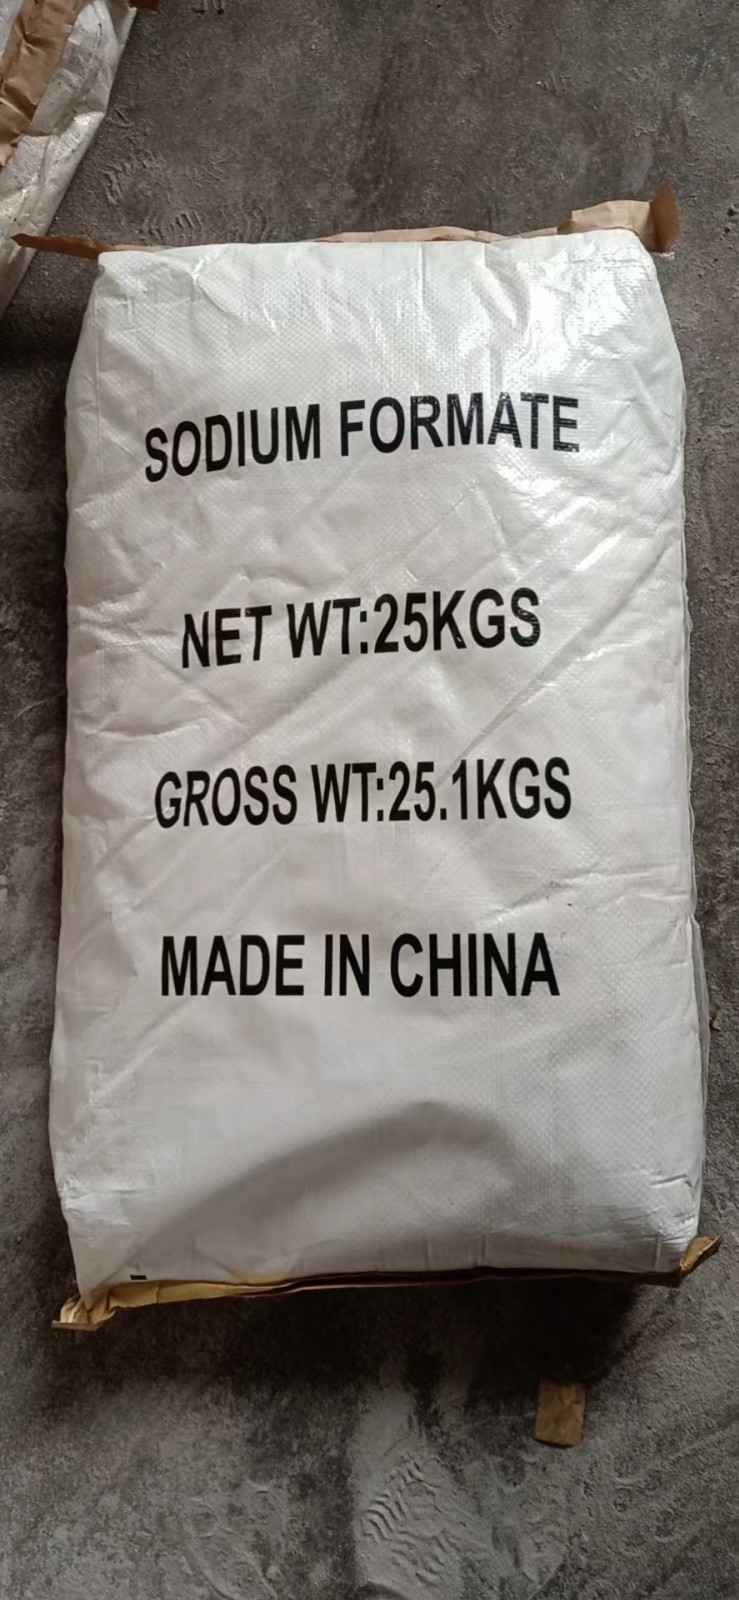 SODIUM FORMATE
NET WT:25KGS
GROSS WT:25.1KGS
MADE IN CHINA